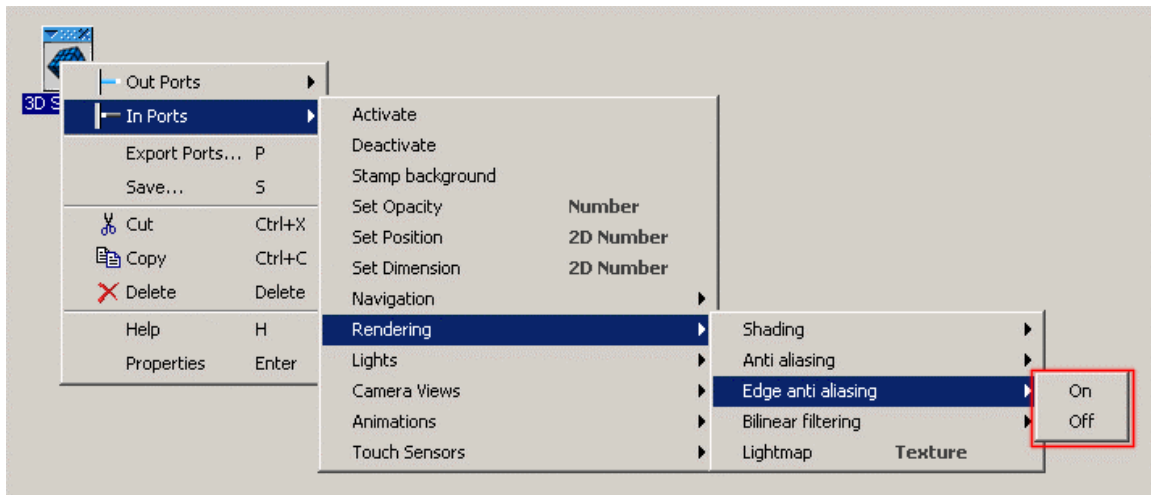 3D S
Out Ports
In Ports
Export Ports... P
Save... S
Cut Ctrl+X
Copy Ctrl+C
Delete Delete
Help H
Properties Enter
Activate
Deactivate
Stamp background
Set Opacity Number
Set Position 2D Number
Set Dimension 2D Number
Navigation
Rendering
Lights
Camera Views
Animations
Touch Sensors
Shading
Anti aliasing
Edge anti aliasing
Bilinear filtering
Lightmap Texture
On
Off